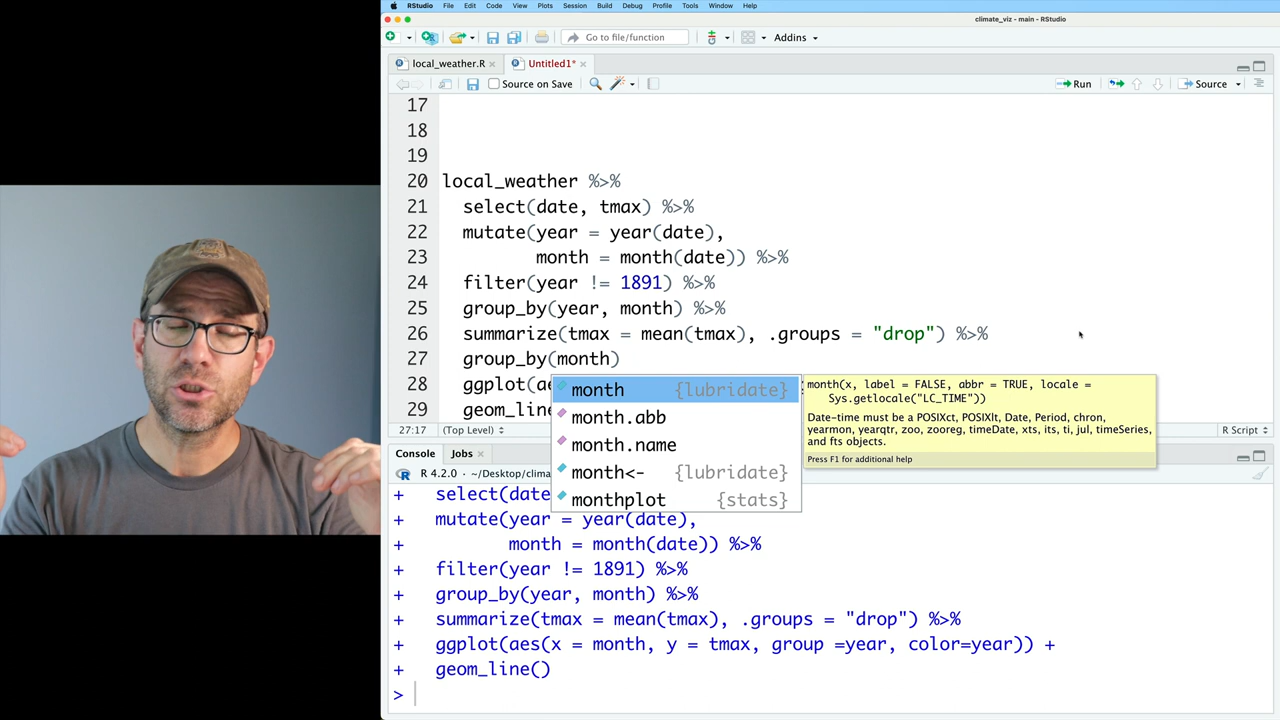 RStudio File Edit Code View Plots Session Build Debug Profile Tools Window Help
climate_viz - main - RStudio
Go to file/function Addins
local_weather.R Untitled1*
Source on Save Run Source
17
18
19
20 local_weather %>%
21 select(date, tmax) %>%
22 mutate(year = year(date),
23 month = month(date)) %>%
24 filter(year != 1891) %>%
25 group_by(year, month) %>%
26 summarize(tmax = mean(tmax), .groups = "drop") %>%
27 group_by(month)
28 ggplot(ae
29 geom_line
month {lubridate}
month.abb
month.name
month<- {lubridate}
monthplot {stats}
month(x, label = FALSE, abbr = TRUE, locale =
Sys.getlocale("LC_TIME"))
Date-time must be a POSIXct, POSIXlt, Date, Period, chron,
yearmon, yearqtr, zoo, zooreg, timeDate, xts, its, ti, jul, timeSeries,
and fts objects.
Press F1 for additional help
27:17 (Top Level) R Script
Console Jobs
R 4.2.0 · ~/Desktop/clima
+ select(date
+ mutate(year = year(date),
+ month = month(date)) %>%
+ filter(year != 1891) %>%
+ group_by(year, month) %>%
+ summarize(tmax = mean(tmax), .groups = "drop") %>%
+ ggplot(aes(x = month, y = tmax, group =year, color=year)) +
+ geom_line()
>